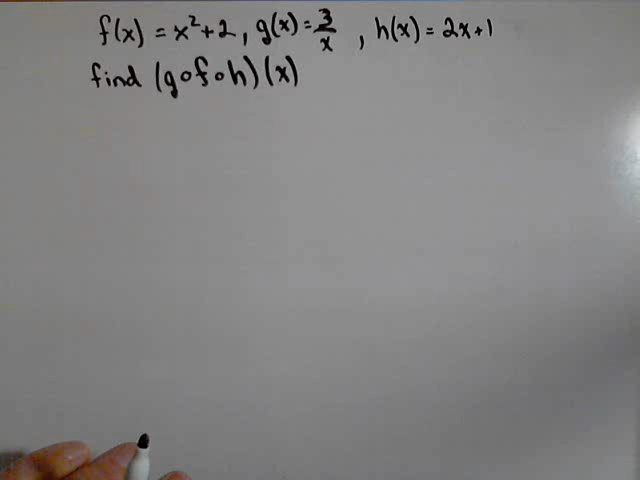 f(x) = x² + 2, g(x) = 3/x, h(x) = 2x+1
find (g∘f∘h)(x)